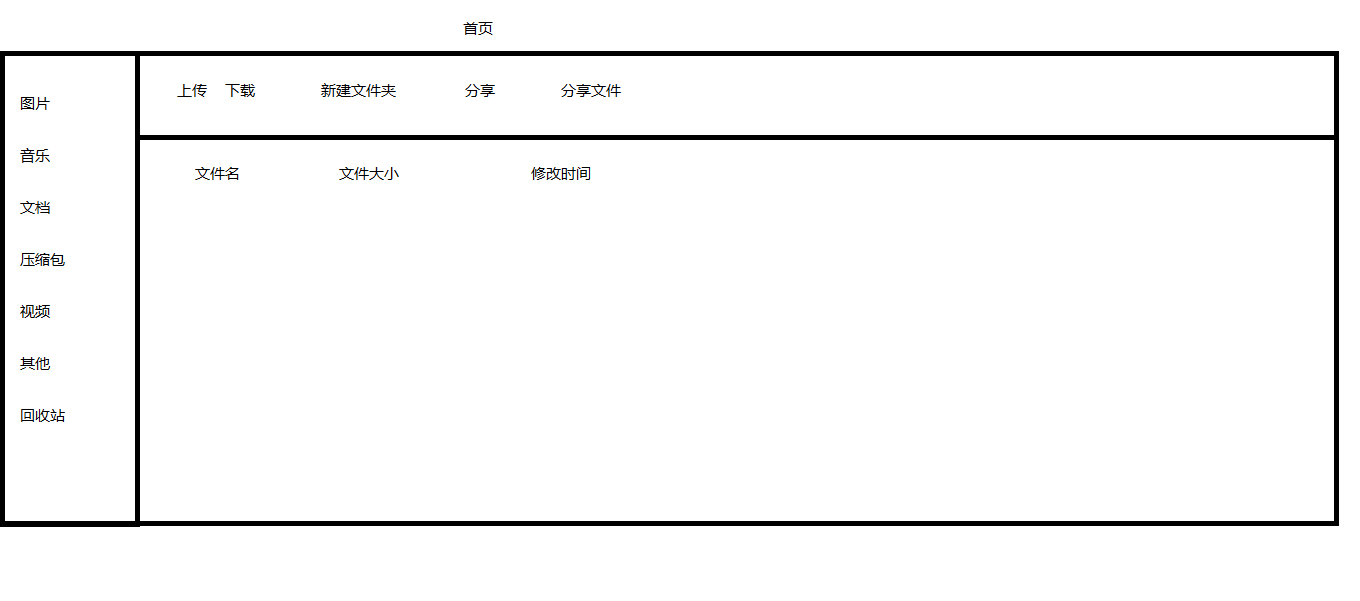 首页
上传 下载 新建文件夹 分享 分享文件
图片
音乐
文档
压缩包
视频
其他
回收站
文件名 文件大小 修改时间